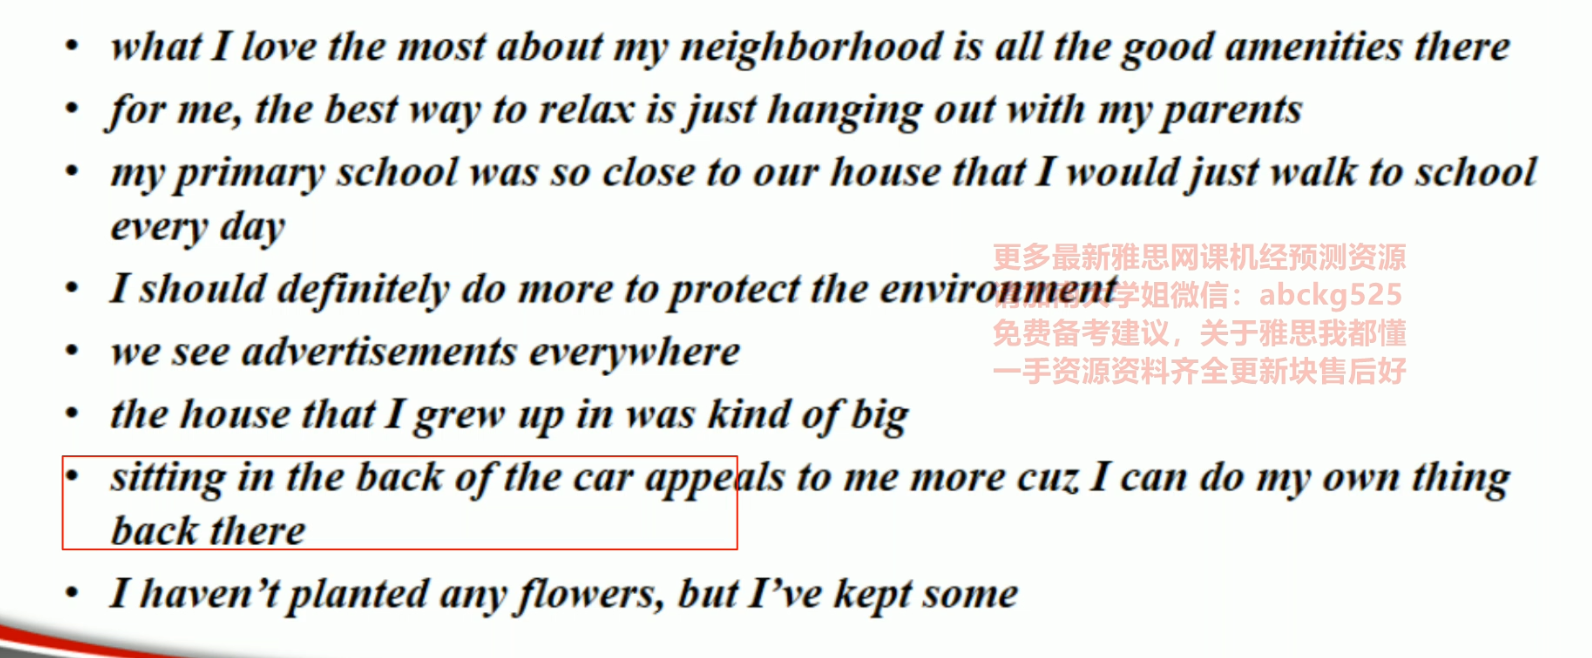 • what I love the most about my neighborhood is all the good amenities there
• for me, the best way to relax is just hanging out with my parents
• my primary school was so close to our house that I would just walk to school
every day
更多最新雅思网课机经预测资源
• I should definitely do more to protect the environment
学姐微信：abckg525
免费备考建议，关于雅思我都懂
• we see advertisements everywhere
一手资源资料齐全更新块售后好
• the house that I grew up in was kind of big
• sitting in the back of the car appeals to me more cuz I can do my own thing
back there
• I haven’t planted any flowers, but I’ve kept some